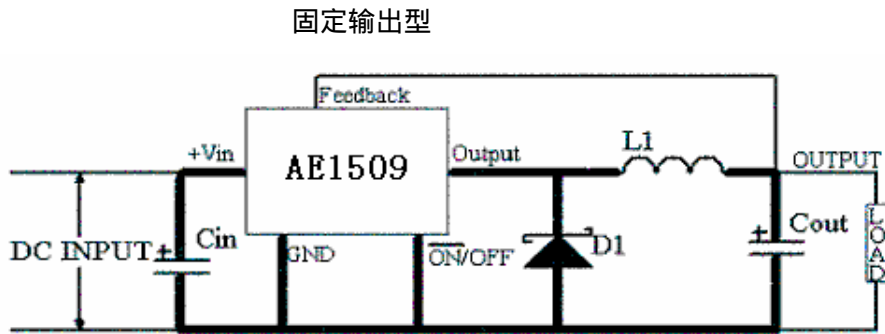 固定输出型
Feedback
+Vin
AE1509
Output
L1
OUTPUT
DC INPUT
+
Cin
GND
ON/OFF
D1
+
Cout
LOAD